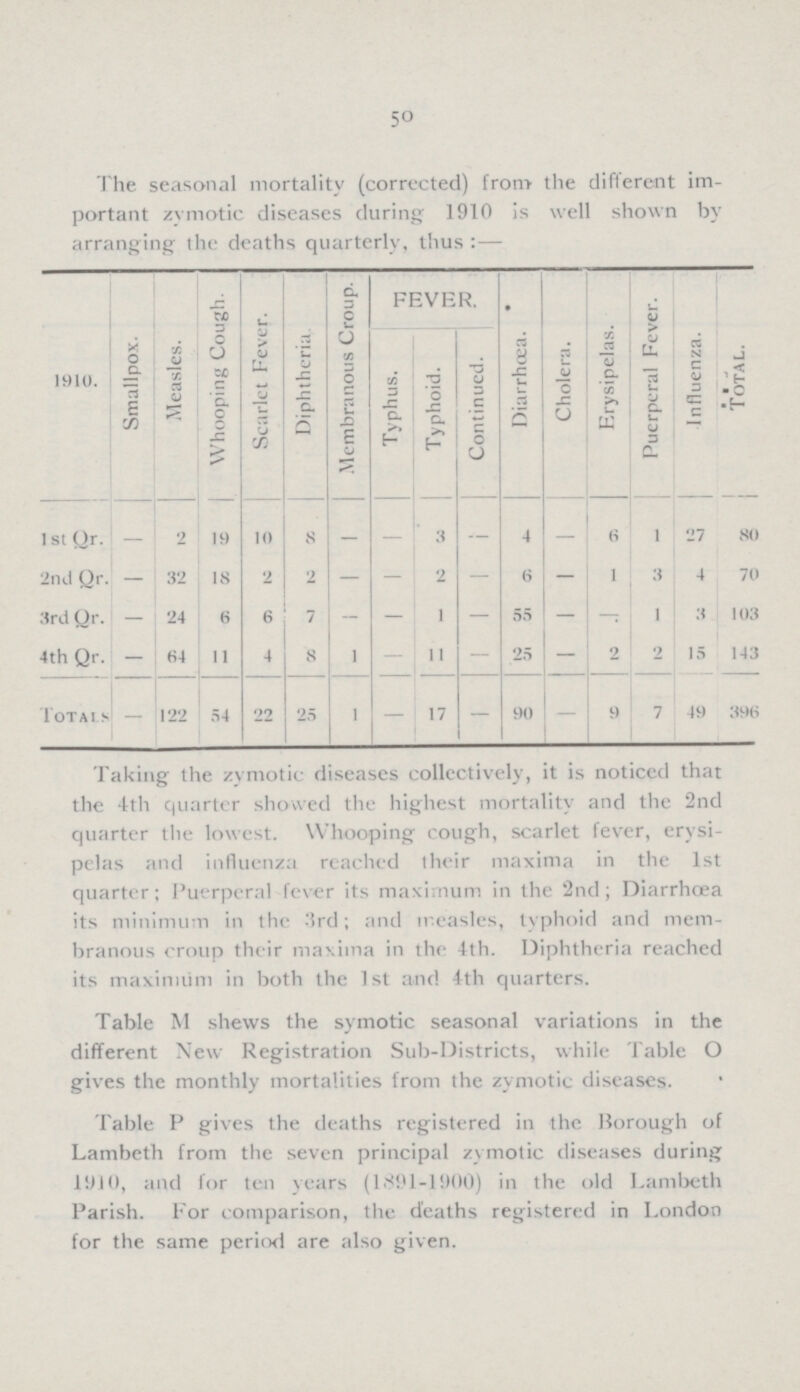 50
The seasonal mortality (corrected) from the different im-
portant zymotic diseases during 1910 is well shown by
arranging the deaths quarterly, thus :—
1910. Smallpox. Measles. Whooping Cough. Scarlet Fever. Diphtheria. Membranous Croup. FEVER. Typhus. Typhoid. Continued. Diarrhœa. Cholera. Erysipelas. Puerperal Fever. Influenza. TOTAL.
1st Qr. — 2 19 10 8 — — 3 — 4 — 6 1 27 80
2nd Qr. — 32 18 2 2 — — 2 — 6 — 1 3 4 70
3rd Qr. — 24 6 6 7 — — 1 — 55 — — 1 3 103
4th Qr. — 64 11 4 8 1 — 11 — 25 — 2 2 15 143
TOTALS — 122 54 22 25 1 — 17 — 90 — 9 7 49 396
Taking the zymotic diseases collectively, it is noticed that
the 4th quarter showed the highest mortality and the 2nd
quarter the lowest. Whooping cough, scarlet fever, erysi-
pelas and influenza reached their maxima in the 1st
quarter; Puerperal fever its maximum in the 2nd; Diarrhœa
its minimum in the 3rd; and measles, typhoid and mem-
branous croup their maxima in the 4th. Diphtheria reached
its maximum in both the 1st and 4th quarters.
Table M shews the symotic seasonal variations in the
different New Registration Sub-Districts, while Table O
gives the monthly mortalities from the zymotic diseases.
Table P gives the deaths registered in the Borough of
Lambeth from the seven principal zymotic diseases during
1910, and for ten years (1891-1900) in the old Lambeth
Parish. For comparison, the deaths registered in London
for the same period are also given.